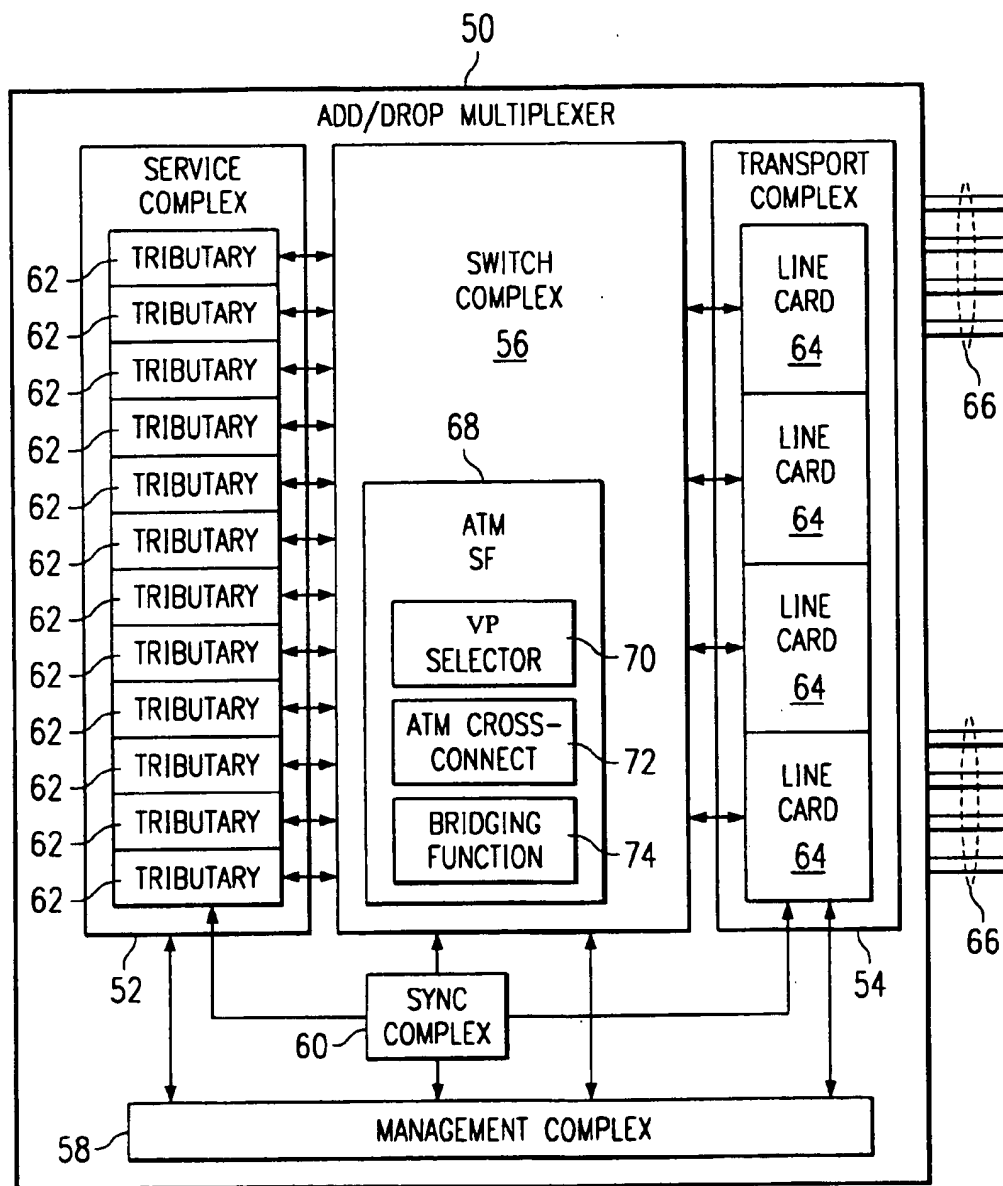 50
ADD/DROP MULTIPLEXER
SERVICE
COMPLEX
62 TRIBUTARY
62 TRIBUTARY
62 TRIBUTARY
62 TRIBUTARY
62 TRIBUTARY
62 TRIBUTARY
62 TRIBUTARY
62 TRIBUTARY
62 TRIBUTARY
62 TRIBUTARY
62 TRIBUTARY
62 TRIBUTARY
52
SWITCH
COMPLEX
56
68
ATM
SF
VP
SELECTOR
70
ATM CROSS-
CONNECT
72
BRIDGING
FUNCTION
74
TRANSPORT
COMPLEX
LINE
CARD
64
LINE
CARD
64
LINE
CARD
64
LINE
CARD
64
54
66
66
SYNC
COMPLEX
60
MANAGEMENT COMPLEX
58